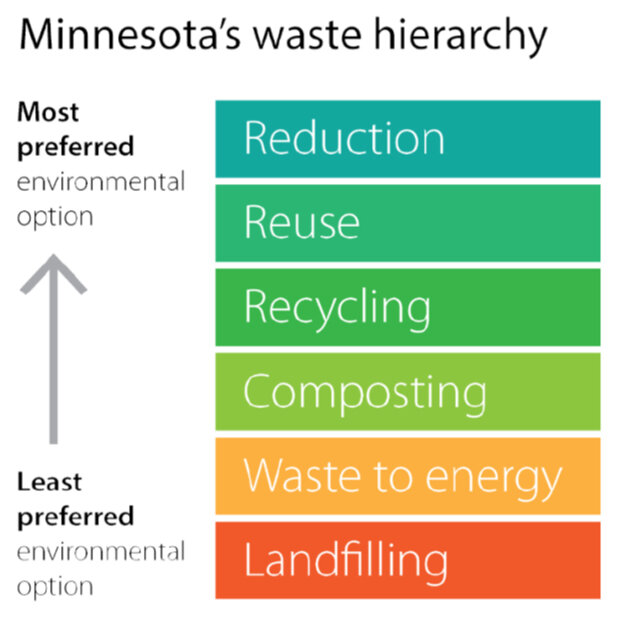 Minnesota’s waste hierarchy
Most
preferred
environmental
option
Reduction
Reuse
Recycling
Composting
Waste to energy
Landfilling
Least
preferred
environmental
option